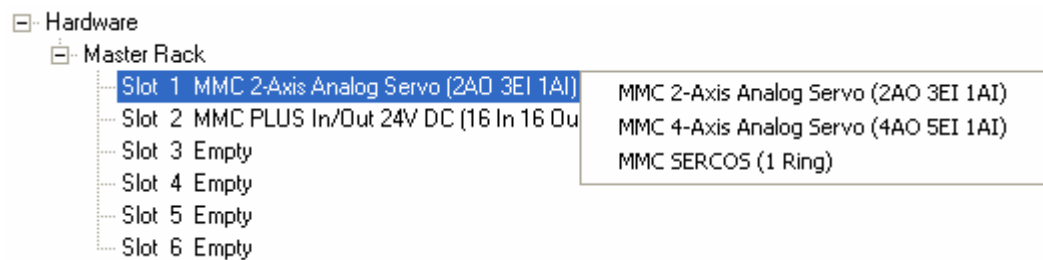 Hardware
Master Rack
Slot 1 MMC 2-Axis Analog Servo (2AO 3EI 1AI)
Slot 2 MMC PLUS In/Out 24V DC (16 In 16 Ou
Slot 3 Empty
Slot 4 Empty
Slot 5 Empty
Slot 6 Empty
MMC 2-Axis Analog Servo (2AO 3EI 1AI)
MMC 4-Axis Analog Servo (4AO 5EI 1AI)
MMC SERCOS (1 Ring)